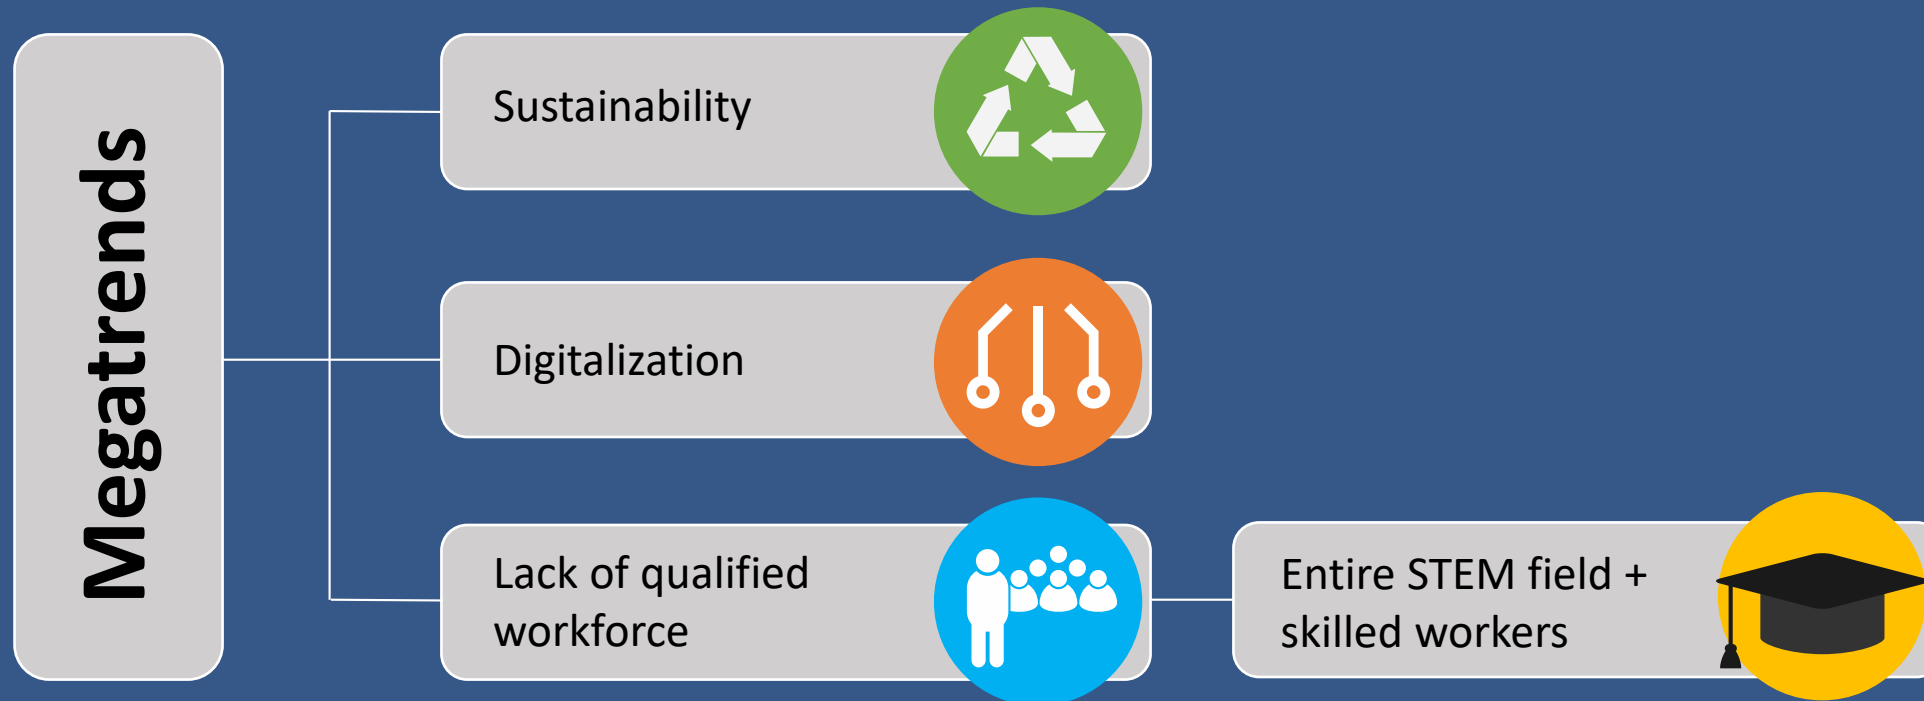 Megatrends
Sustainability
Digitalization
Lack of qualified
workforce
Entire STEM field +
skilled workers